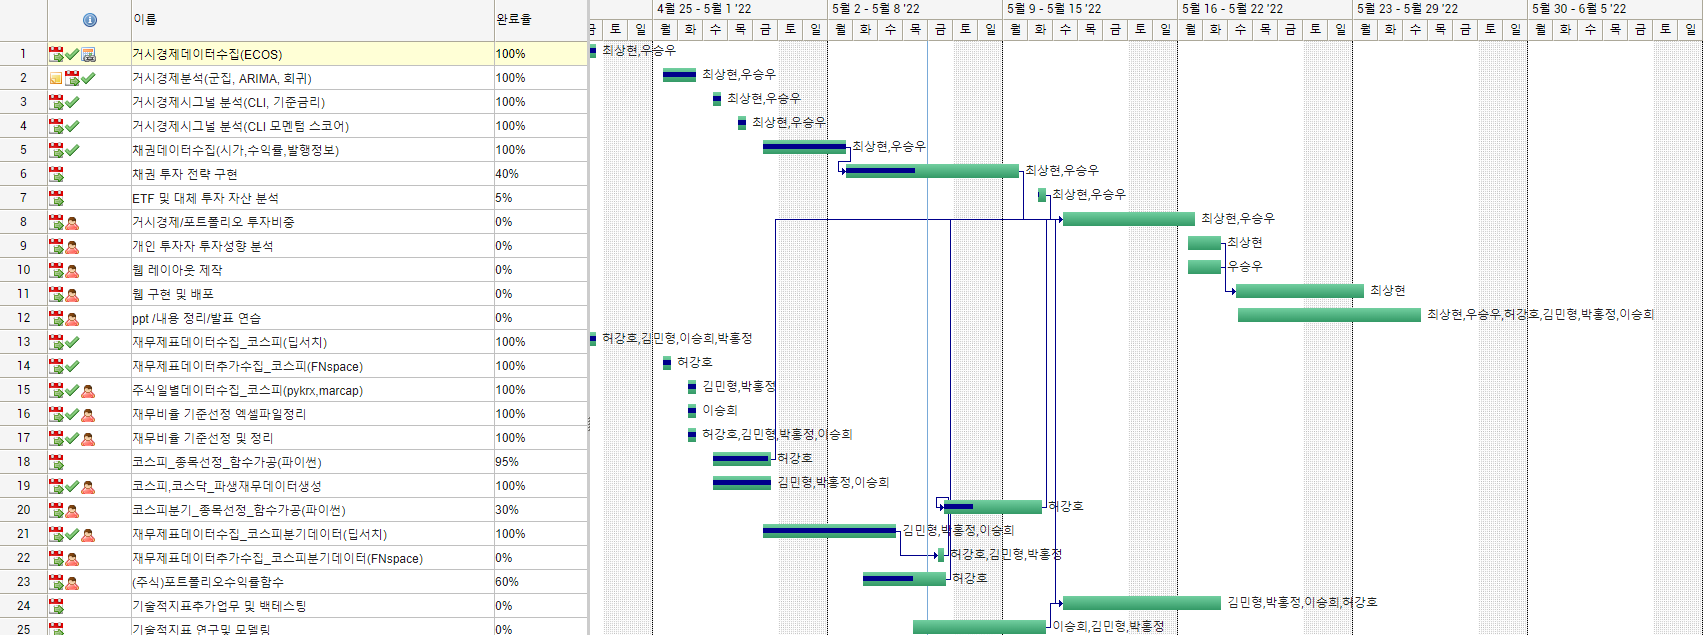 이름 완료율
4월 25 - 5월 1 '22 5월 2 - 5월 8 '22 5월 9 - 5월 15 '22 5월 16 - 5월 22 '22 5월 23 - 5월 29 '22 5월 30 - 6월 5 '22
금 토 일 월 화 수 목 금 토 일 월 화 수 목 금 토 일 월 화 수 목 금 토 일 월 화 수 목 금 토 일 월 화 수 목 금 토 일 월 화 수 목 금 토 일
1 거시경제데이터수집(ECOS) 100% 최상현,우승우
2 거시경제분석(군집, ARIMA, 회귀) 100% 최상현,우승우
3 거시경제시그널 분석(CLI, 기준금리) 100% 최상현,우승우
4 거시경제시그널 분석(CLI 모멘텀 스코어) 100% 최상현,우승우
5 채권데이터수집(시가,수익률,발행정보) 100% 최상현,우승우
6 채권 투자 전략 구현 40% 최상현,우승우
7 ETF 및 대체 투자 자산 분석 5% 최상현,우승우
8 거시경제/포트폴리오 투자비중 0% 최상현,우승우
9 개인 투자자 투자성향 분석 0% 최상현
10 웹 레이아웃 제작 0% 우승우
11 웹 구현 및 배포 0% 최상현
12 ppt /내용 정리/발표 연습 0% 최상현,우승우,허강호,김민형,박홍정,이승희
13 재무제표데이터수집_코스피(딥서치) 100% 허강호,김민형,이승희,박홍정
14 재무제표데이터추가수집_코스피(FNspace) 100% 허강호
15 주식일별데이터수집_코스피(pykrx,marcap) 100% 김민형,박홍정
16 재무비율 기준선정 엑셀파일정리 100% 이승희
17 재무비율 기준선정 및 정리 100% 허강호,김민형,박홍정,이승희
18 코스피_종목선정_함수가공(파이썬) 95% 허강호
19 코스피,코스닥_파생재무데이터생성 100% 김민형,박홍정,이승희
20 코스피분기_종목선정_함수가공(파이썬) 30% 허강호
21 재무제표데이터수집_코스피분기데이터(딥서치) 100% 김민형,박홍정,이승희
22 재무제표데이터추가수집_코스피분기데이터(FNspace) 0% 허강호,김민형,박홍정
23 (주식)포트폴리오수익률함수 60% 허강호
24 기술적지표추가업무 및 백테스팅 0% 김민형,박홍정,이승희,허강호
25 기술적지표 연구및 모델링 0% 이승희,김민형,박홍정